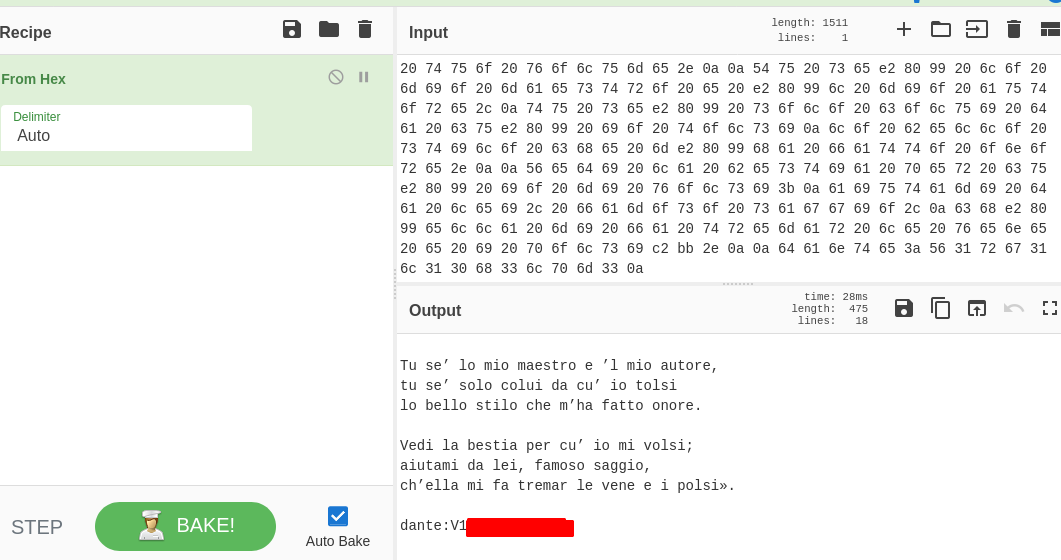 Recipe
From Hex
Delimiter
Auto
STEP
BAKE!
Auto Bake
Input
length: 1511
lines: 1
20 74 75 6f 20 76 6f 6c 75 6d 65 2e 0a 0a 54 75 20 73 65 e2 80 99 20 6c 6f 20
6d 69 6f 20 6d 61 65 73 74 72 6f 20 65 20 e2 80 99 6c 20 6d 69 6f 20 61 75 74
6f 72 65 2c 0a 74 75 20 73 65 e2 80 99 20 73 6f 6c 6f 20 63 6f 6c 75 69 20 64
61 20 63 75 e2 80 99 20 69 6f 20 74 6f 6c 73 69 0a 6c 6f 20 62 65 6c 6c 6f 20
73 74 69 6c 6f 20 63 68 65 20 6d e2 80 99 68 61 20 66 61 74 74 6f 20 6f 6e 6f
72 65 2e 0a 0a 56 65 64 69 20 6c 61 20 62 65 73 74 69 61 20 70 65 72 20 63 75
e2 80 99 20 69 6f 20 6d 69 20 76 6f 6c 73 69 3b 0a 61 69 75 74 61 6d 69 20 64
61 20 6c 65 69 2c 20 66 61 6d 6f 73 6f 20 73 61 67 67 69 6f 2c 0a 63 68 e2 80
99 65 6c 6c 61 20 6d 69 20 66 61 20 74 72 65 6d 61 72 20 6c 65 20 76 65 6e 65
20 65 20 69 20 70 6f 6c 73 69 c2 bb 2e 0a 0a 64 61 6e 74 65 3a 56 31 72 67 31
6c 31 30 68 33 6c 70 6d 33 0a
Output
time: 28ms
length: 475
lines: 18
Tu se’ lo mio maestro e ’l mio autore,
tu se’ solo colui da cu’ io tolsi
lo bello stilo che m’ha fatto onore.
Vedi la bestia per cu’ io mi volsi;
aiutami da lei, famoso saggio,
ch’ella mi fa tremar le vene e i polsi».
dante:V1